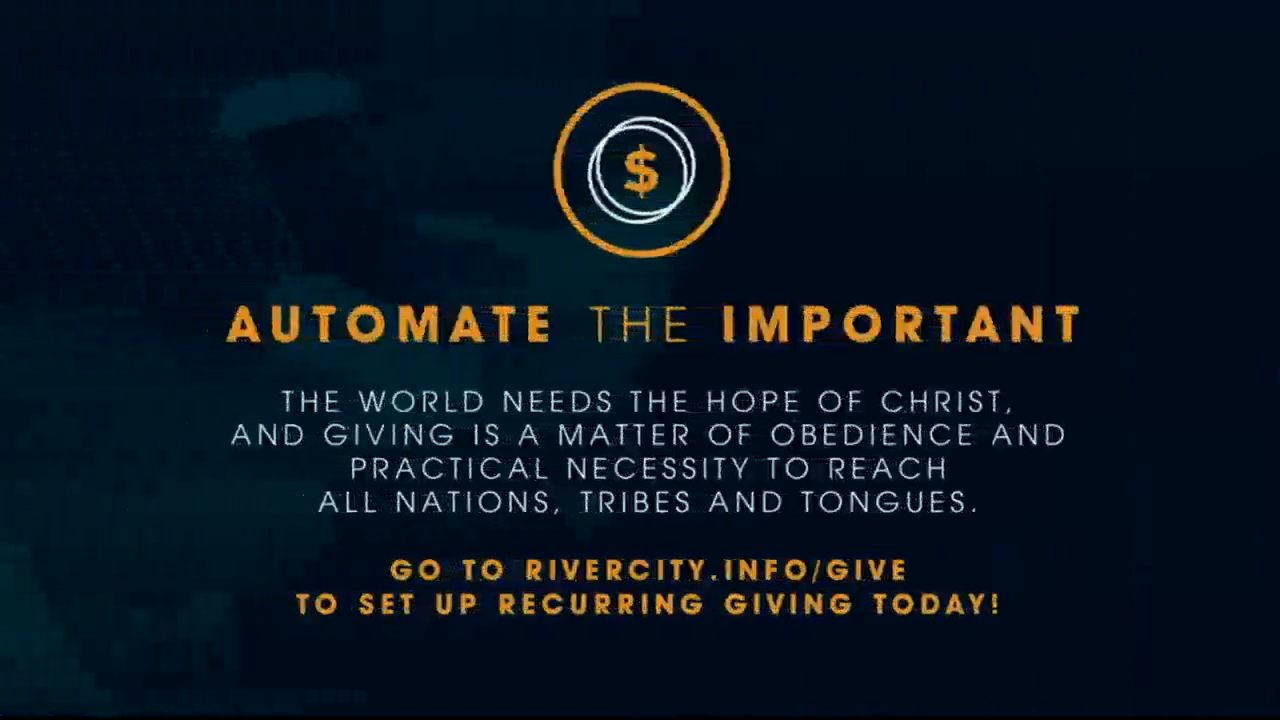 $
AUTOMATE THE IMPORTANT
THE WORLD NEEDS THE HOPE OF CHRIST,
AND GIVING IS A MATTER OF OBEDIENCE AND
PRACTICAL NECESSITY TO REACH
ALL NATIONS, TRIBES AND TONGUES.
GO TO RIVERCITY.INFO/GIVE
TO SET UP RECURRING GIVING TODAY!